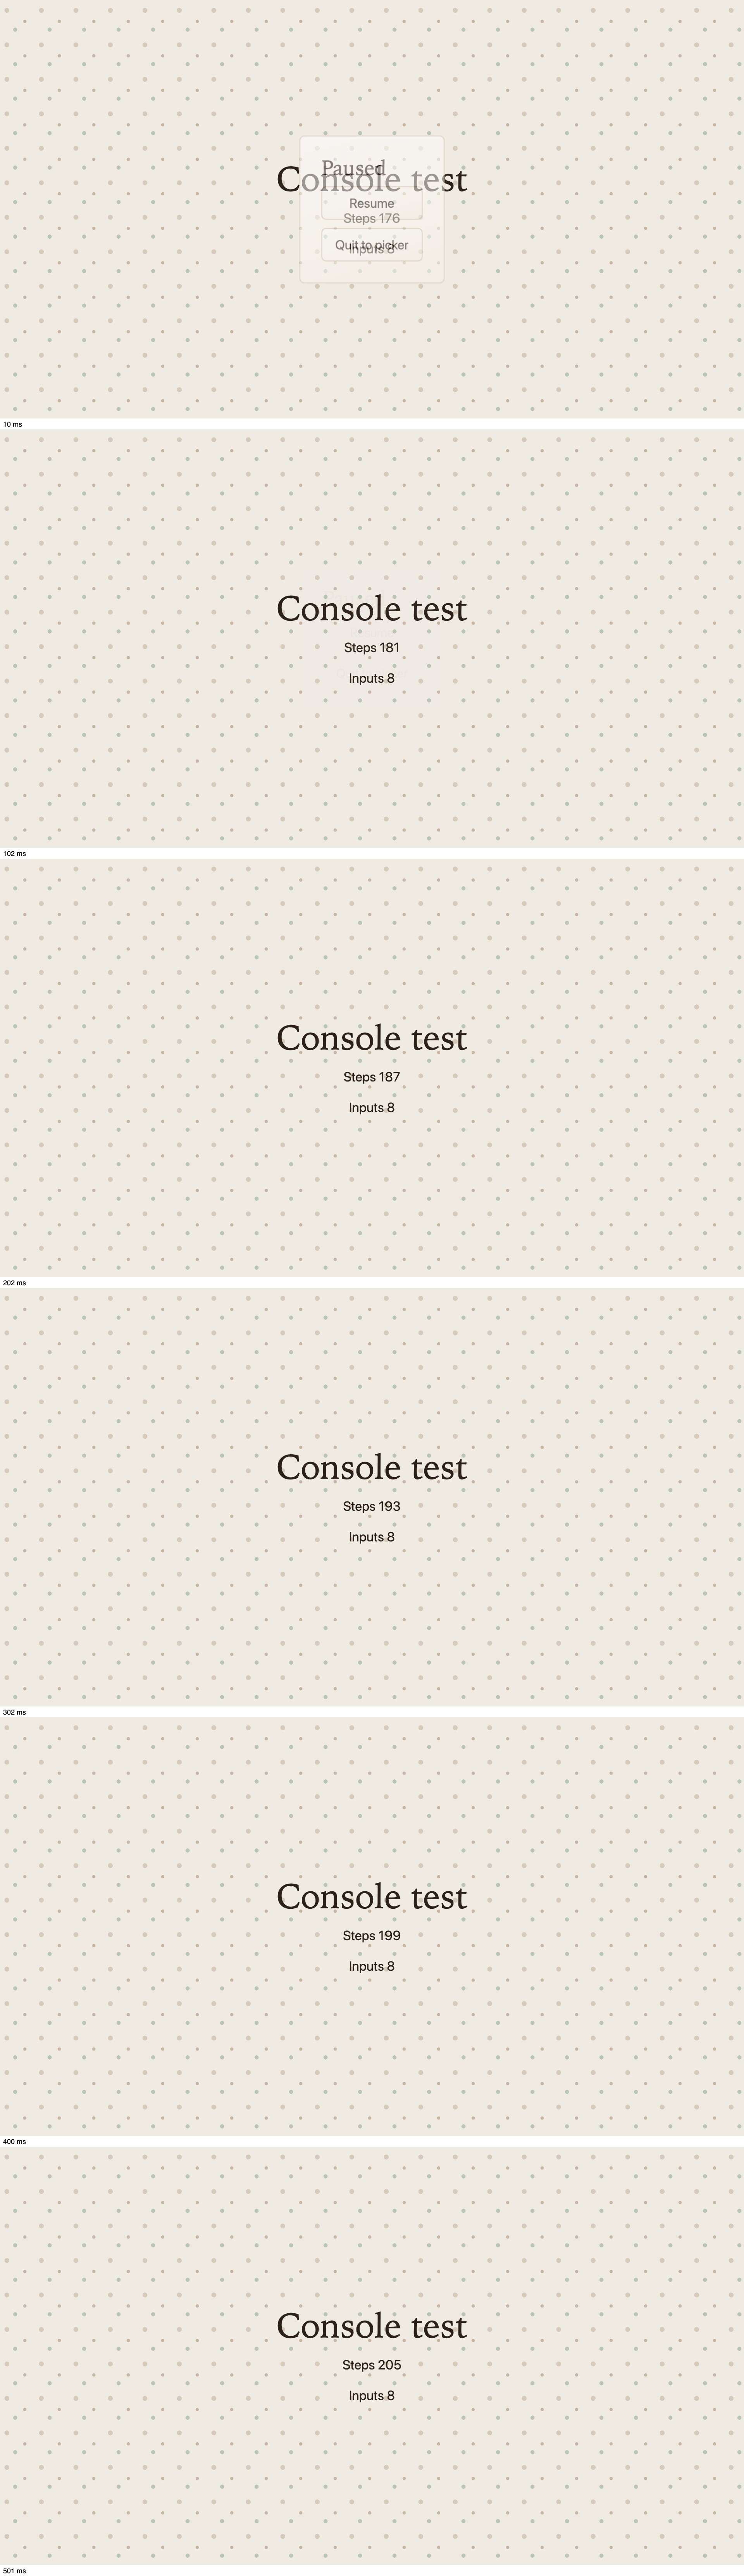 Paused
Console test
Resume
Steps 176
Quit to picker
Inputs 8
10 ms
Console test
Steps 181
Inputs 8
102 ms
Console test
Steps 187
Inputs 8
202 ms
Console test
Steps 193
Inputs 8
302 ms
Console test
Steps 199
Inputs 8
400 ms
Console test
Steps 205
Inputs 8
501 ms